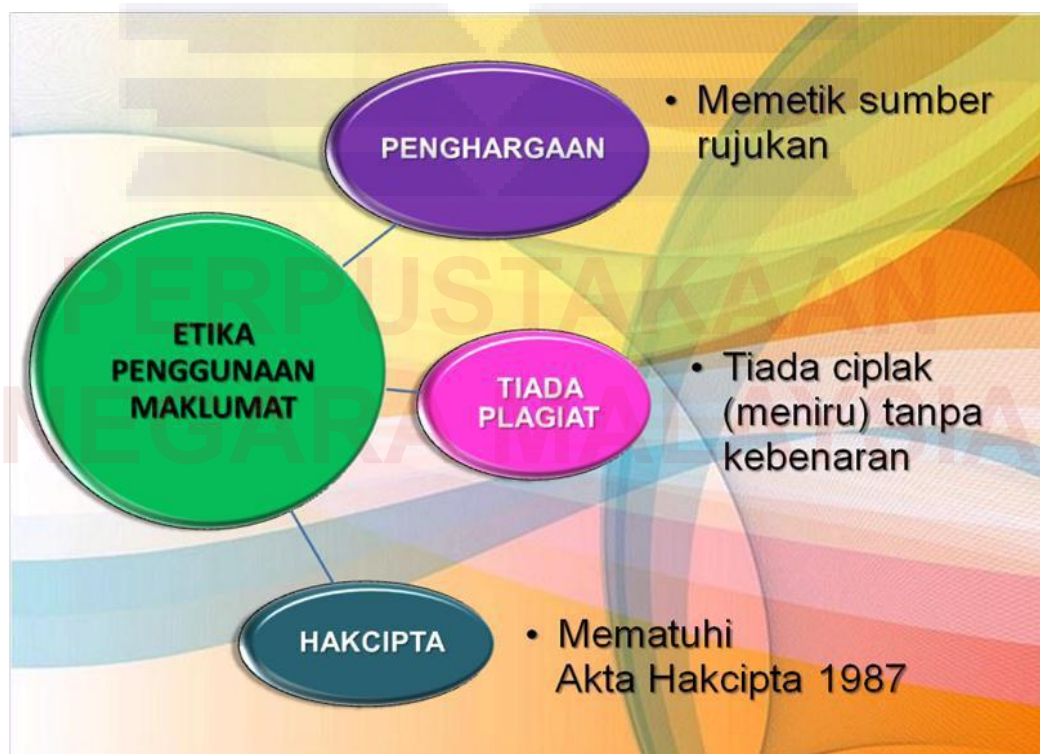 PENGHARGAAN
• Memetik sumber
rujukan
ETIKA
PENGGUNAAN
MAKLUMAT
TIADA
PLAGIAT
• Tiada ciplak
(meniru) tanpa
kebenaran
HAKCIPTA
• Mematuhi
Akta Hakcipta 1987
PERPUSTAKAAN
NEGARA MALAYSIA